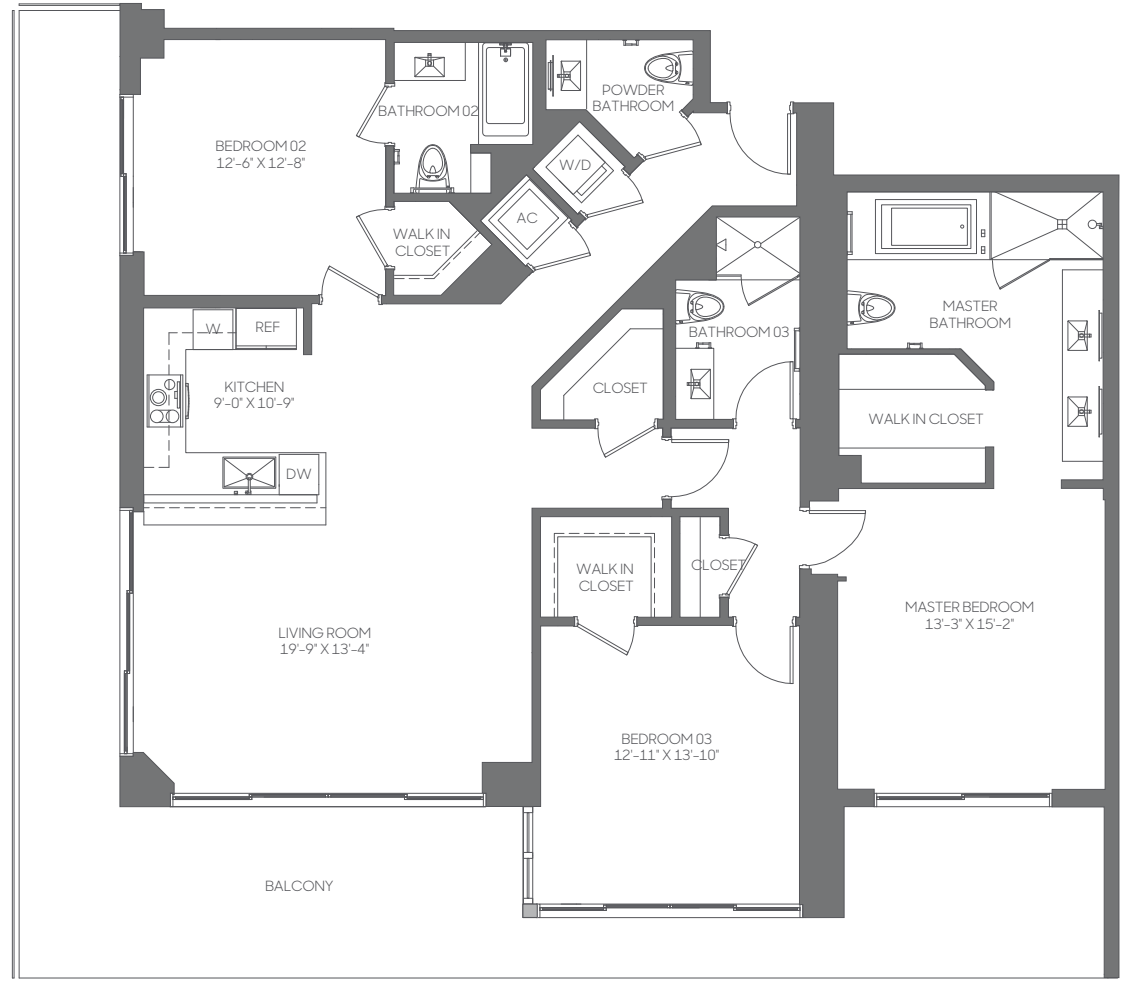 POWDER
BATHROOM
BATHROOM 02
BEDROOM 02
12'-6" X 12'-8"
W/D
AC
WALK IN
CLOSET
MASTER
BATHROOM
W
REF
BATHROOM 03
KITCHEN
9'-0" X 10'-9"
CLOSET
WALK IN CLOSET
DW
WALK IN
CLOSET
CLOSET
MASTER BEDROOM
13'-3" X 15'-2"
LIVING ROOM
19'-9" X 13'-4"
BEDROOM 03
12'-11" X 13'-10"
BALCONY